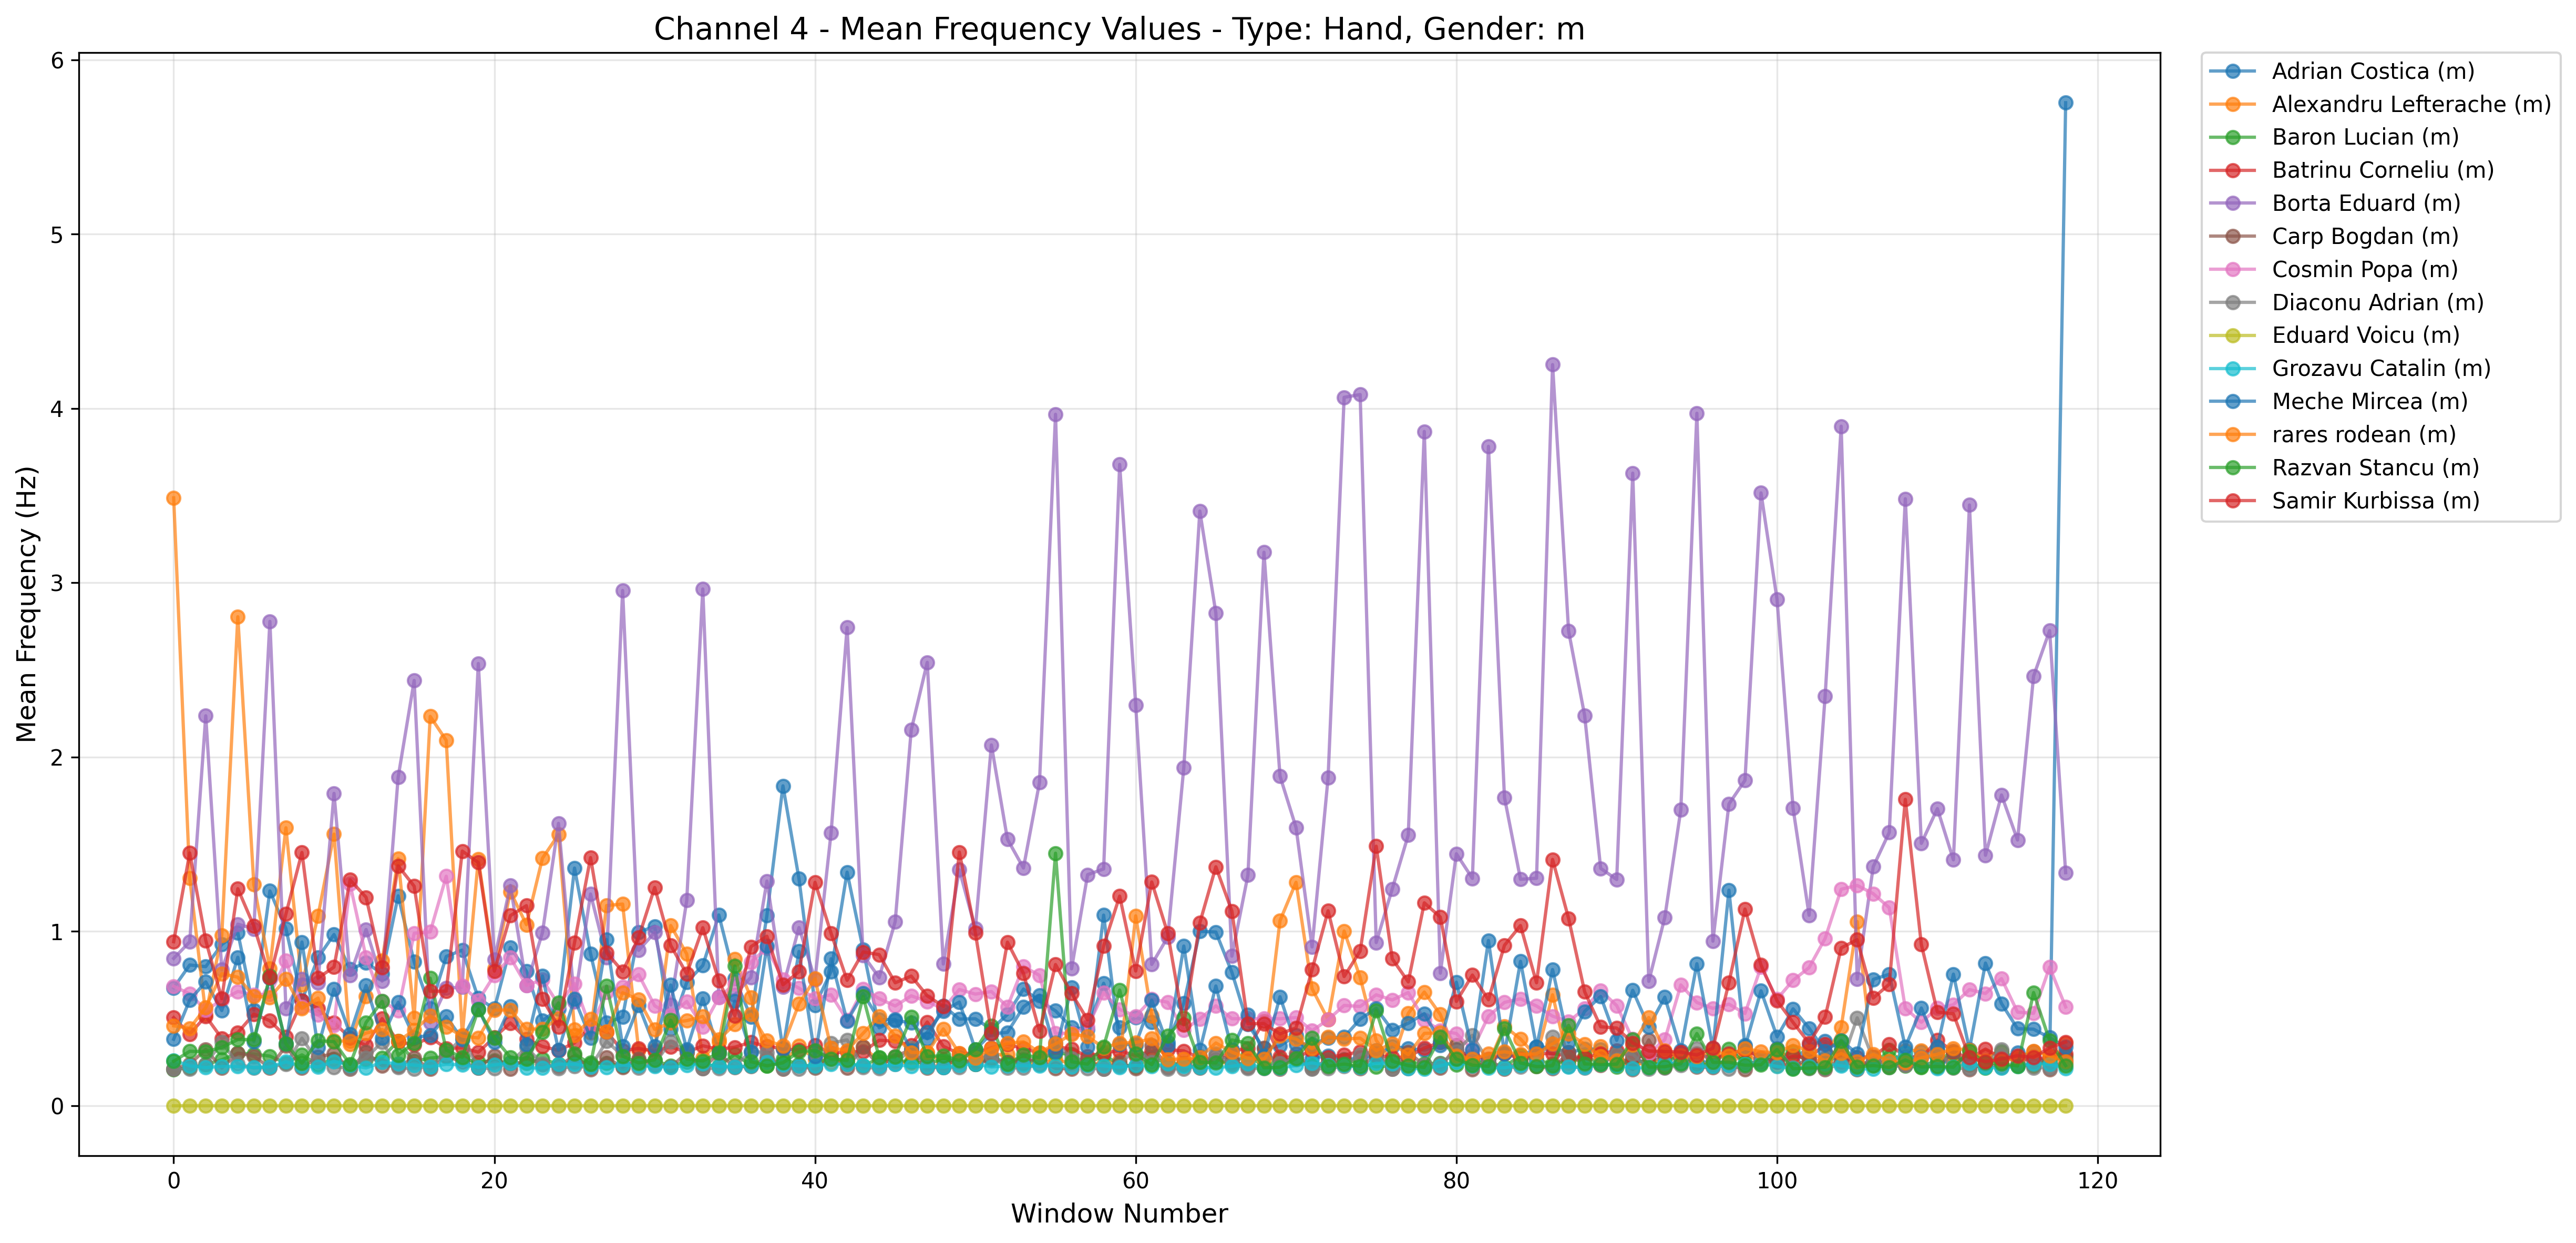 Channel 4 - Mean Frequency Values - Type: Hand, Gender: m
Mean Frequency (Hz)
6
5
4
3
2
1
0
0 20 40 60 80 100 120
Window Number
Adrian Costica (m)
Alexandru Lefterache (m)
Baron Lucian (m)
Batrinu Corneliu (m)
Borta Eduard (m)
Carp Bogdan (m)
Cosmin Popa (m)
Diaconu Adrian (m)
Eduard Voicu (m)
Grozavu Catalin (m)
Meche Mircea (m)
rares rodean (m)
Razvan Stancu (m)
Samir Kurbissa (m)